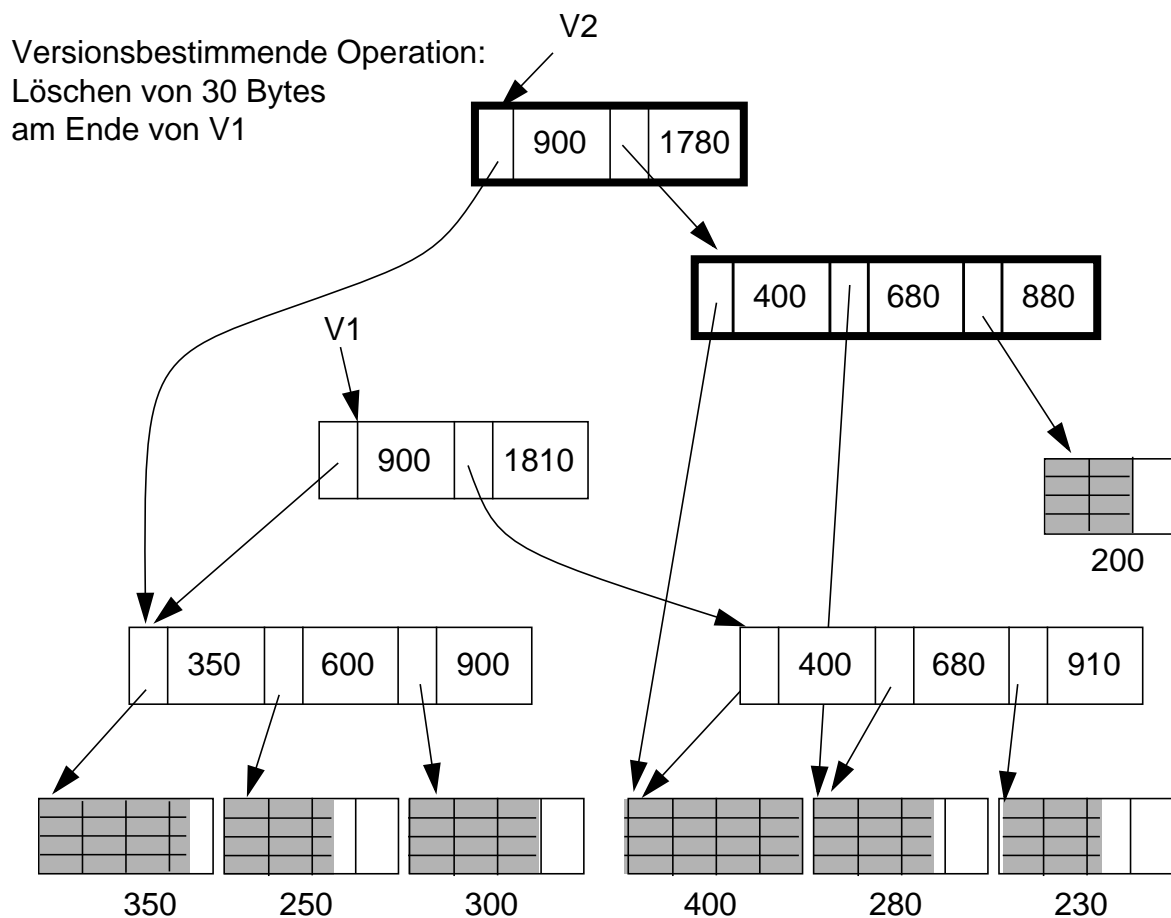 V2
Versionsbestimmende Operation:
Löschen von 30 Bytes
am Ende von V1
900 1780
400 680 880
V1
900 1810
200
350 600 900
400 680 910
350 250 300 400 280 230